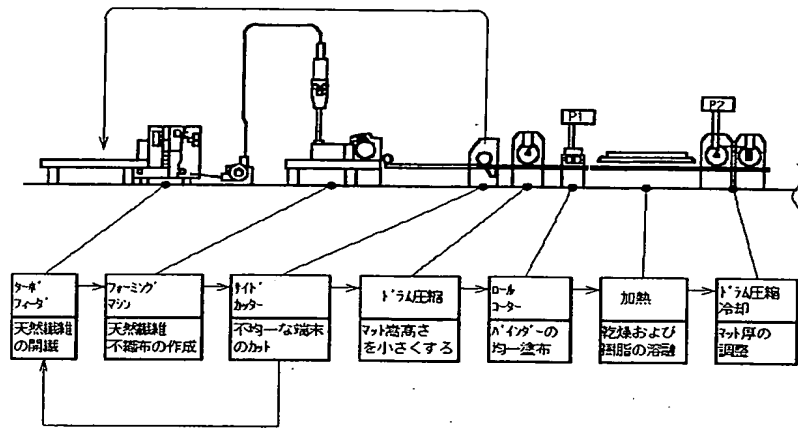 P1
P2
ターボ
フィーダ
天然繊維
の開繊
フォーミング
マシン
天然繊維
不織布の作成
サイド
カッター
不均一な端末
のカット
ドラム圧縮
マット嵩高さ
を小さくする
ロール
コーター
バインダーの
均一塗布
加熱
乾燥および
樹脂の溶融
ドラム圧縮
冷却
マット厚の
調整